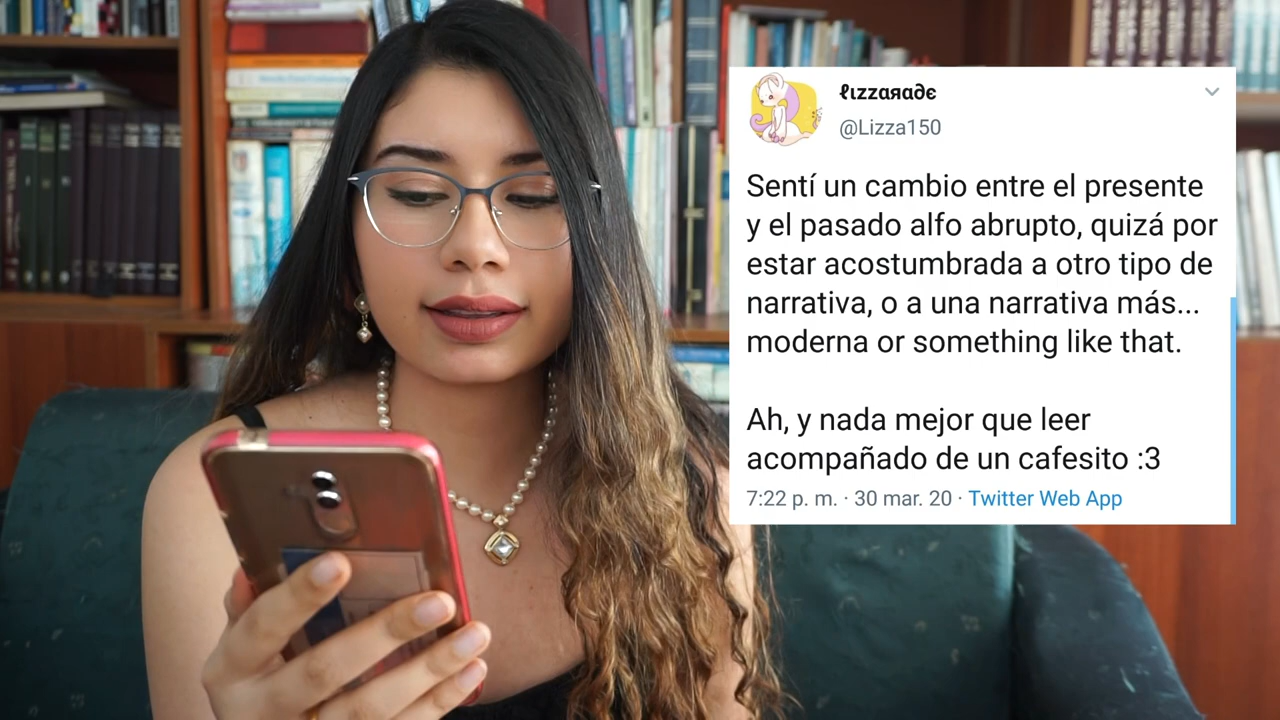 ℓιzzαяα∂є
@Lizza150
Sentí un cambio entre el presente
y el pasado alfo abrupto, quizá por
estar acostumbrada a otro tipo de
narrativa, o a una narrativa más...
moderna or something like that.
Ah, y nada mejor que leer
acompañado de un cafesito :3
7:22 p. m. · 30 mar. 20 · Twitter Web App